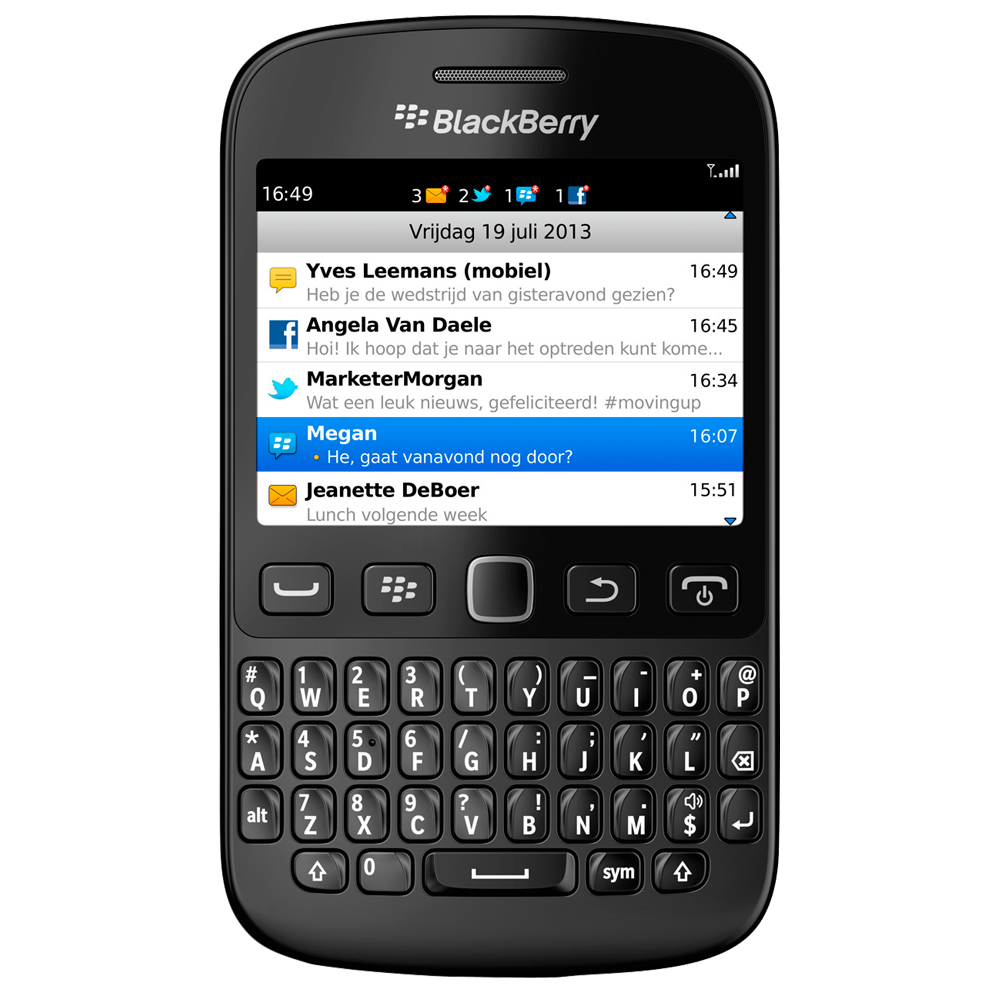 BlackBerry
16:49 3 2 1 1
Vrijdag 19 juli 2013
Yves Leemans (mobiel) 16:49
Heb je de wedstrijd van gisteravond gezien?
Angela Van Daele 16:45
Hoi! Ik hoop dat je naar het optreden kunt kome...
MarketerMorgan 16:34
Wat een leuk nieuws, gefeliciteerd! #movingup
Megan 16:07
He, gaat vanavond nog door?
Jeanette DeBoer 15:51
Lunch volgende week
# 1 2 3 ( ) _ - + @
Q W E R T Y U I O P
* 4 5 6 / : ; ' "
A S D F G H J K L
alt 7 8 9 ? ! , .
Z X C V B N M $
0 sym